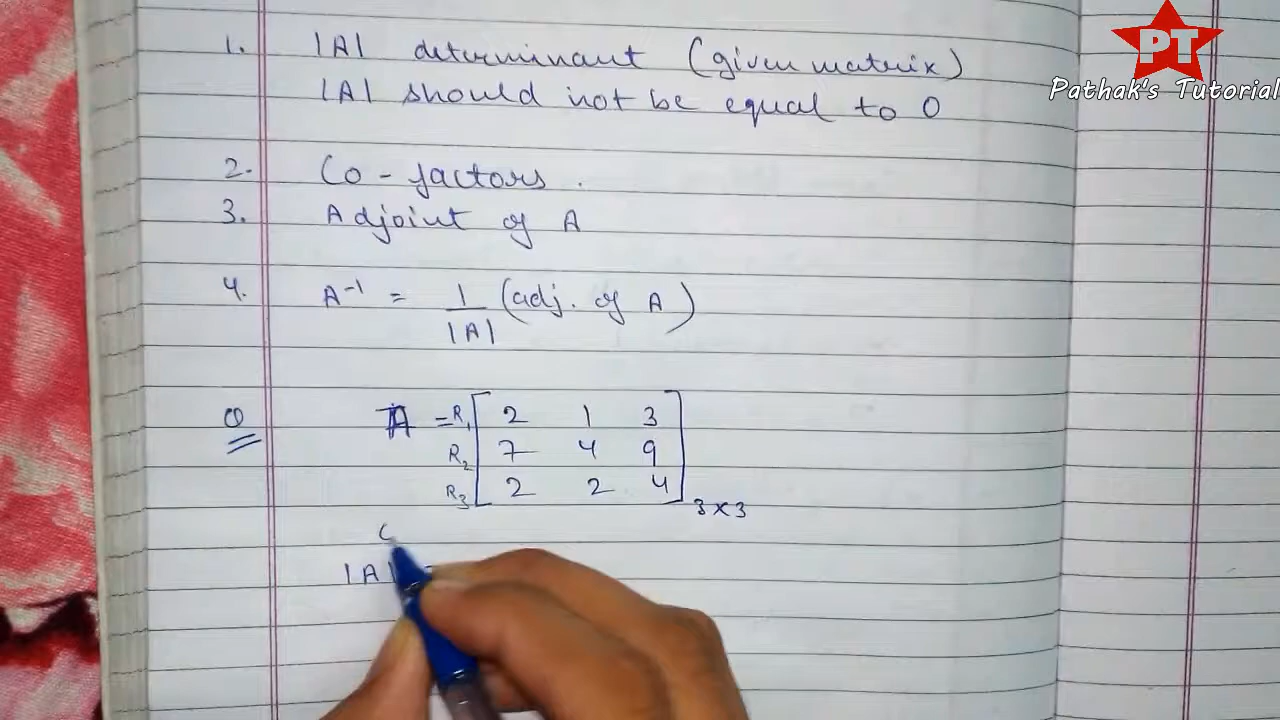 PT
Pathak's Tutorial
1. |A| determinant (given matrix)
|A| should not be equal to 0
2. Co-factors.
3. Adjoint of A
4. A⁻¹ = 1/|A| (adj. of A)
Q A = R₁ [ 2 1 3 ]
R₂ [ 7 4 9 ]
R₃ [ 2 2 4 ] 3×3
|A| =